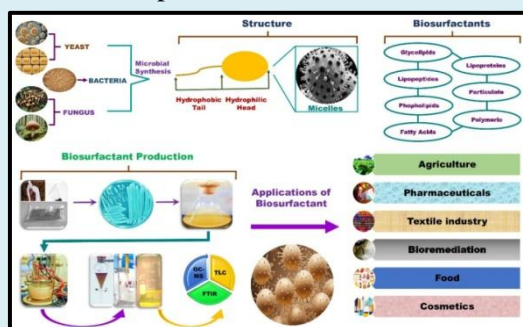 Structure
Biosurfactants
YEAST
BACTERIA
FUNGUS
Microbial
Synthesis
Hydrophobic
Tail
Hydrophilic
Head
Micelles
Glycolipids
Lipopeptides
Phopholipids
Fatty Acids
Lipoproteins
Particulate
Polymeric
Biosurfactant Production
GC-
MS
TLC
FTIR
Applications of
Biosurfactant
Agriculture
Pharmaceuticals
Textile industry
Bioremediation
Food
Cosmetics